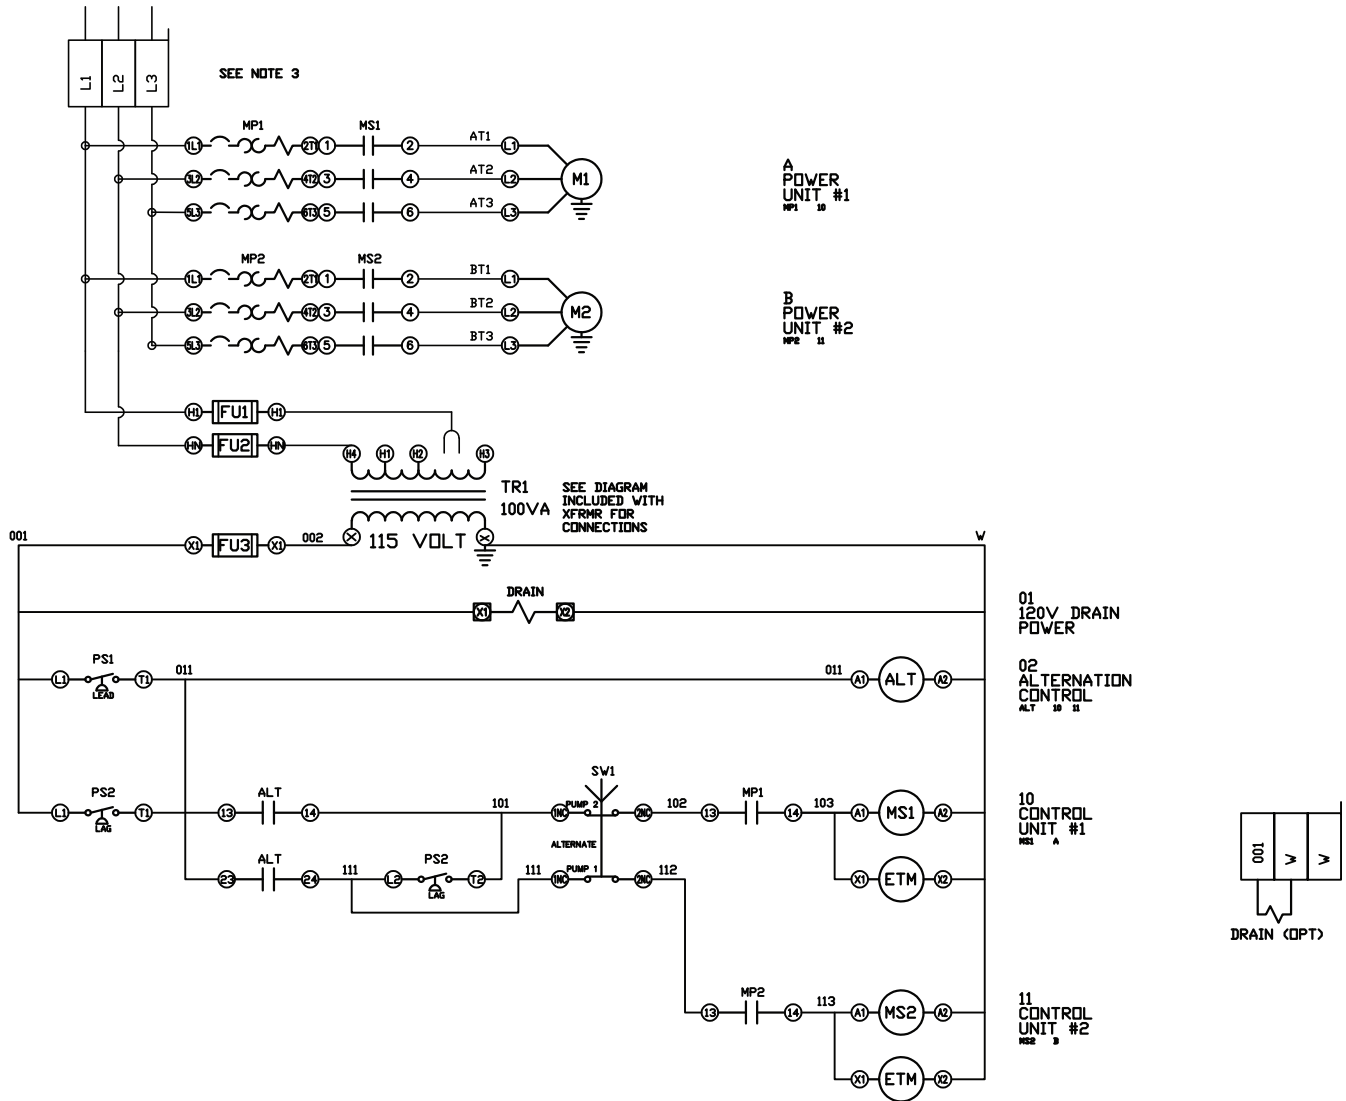 L1 L2 L3
SEE NOTE 3
MP1 MS1
1L1 2T1 1 2 AT1 L1
3L2 4T2 3 4 AT2 L2 M1
5L3 6T3 5 6 AT3 L3
A
POWER
UNIT #1
MP1 10
MP2 MS2
1L1 2T1 1 2 BT1 L1
3L2 4T2 3 4 BT2 L2 M2
5L3 6T3 5 6 BT3 L3
B
POWER
UNIT #2
MP2 11
H1 FU1 H1
HN FU2 HN
H4 H1 H2 H3
TR1
100VA
SEE DIAGRAM
INCLUDED WITH
XFRMR FOR
CONNECTIONS
001 X1 FU3 X1 002 X 115 VOLT X W
DRAIN
X1 X2
01
120V DRAIN
POWER
PS1
L1 T1 011 011 A1 ALT A2
LEAD
02
ALTERNATION
CONTROL
ALT 10 11
SW1
PS2 ALT PUMP 2 MP1
L1 T1 13 14 101 1NC 2NC 102 13 14 103 A1 MS1 A2
LAG
10
CONTROL
UNIT #1
MS1 A
ALTERNATE
ALT PS2 PUMP 1
23 24 111 L2 T2 111 1NC 2NC 112 X1 ETM X2
LAG
001 W W
DRAIN (OPT)
MP2
13 14 113 A1 MS2 A2
11
CONTROL
UNIT #2
MS2 B
X1 ETM X2